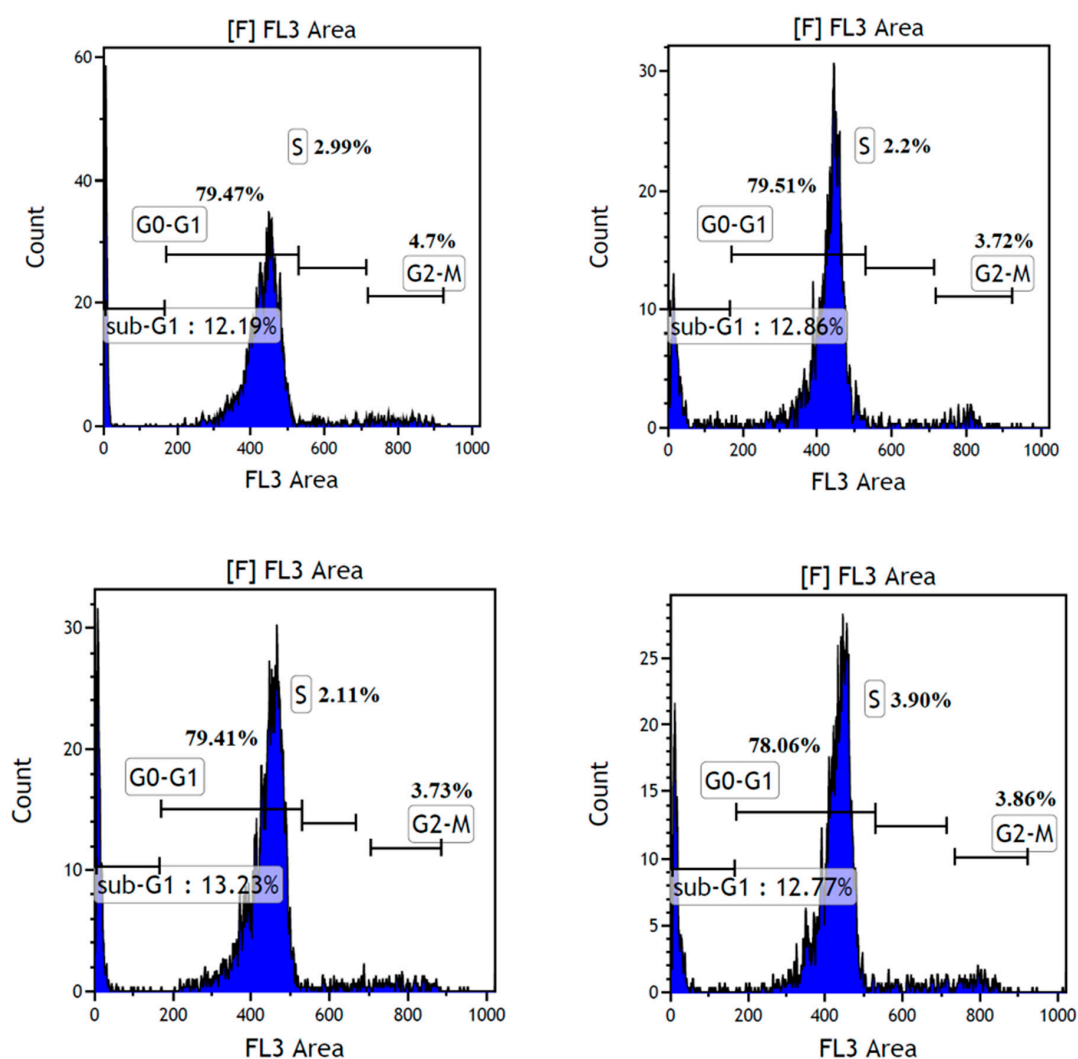 [F] FL3 Area
60
40
20
0
Count
S 2.99%
79.47%
G0-G1
4.7%
G2-M
sub-G1 : 12.19%
0 200 400 600 800 1000
FL3 Area
[F] FL3 Area
30
20
10
0
Count
S 2.2%
79.51%
G0-G1
3.72%
G2-M
sub-G1 : 12.86%
0 200 400 600 800 1000
FL3 Area
[F] FL3 Area
30
20
10
0
Count
S 2.11%
79.41%
G0-G1
3.73%
G2-M
sub-G1 : 13.23%
0 200 400 600 800 1000
FL3 Area
[F] FL3 Area
25
20
15
10
5
0
Count
S 3.90%
78.06%
G0-G1
3.86%
G2-M
sub-G1 : 12.77%
0 200 400 600 800 1000
FL3 Area